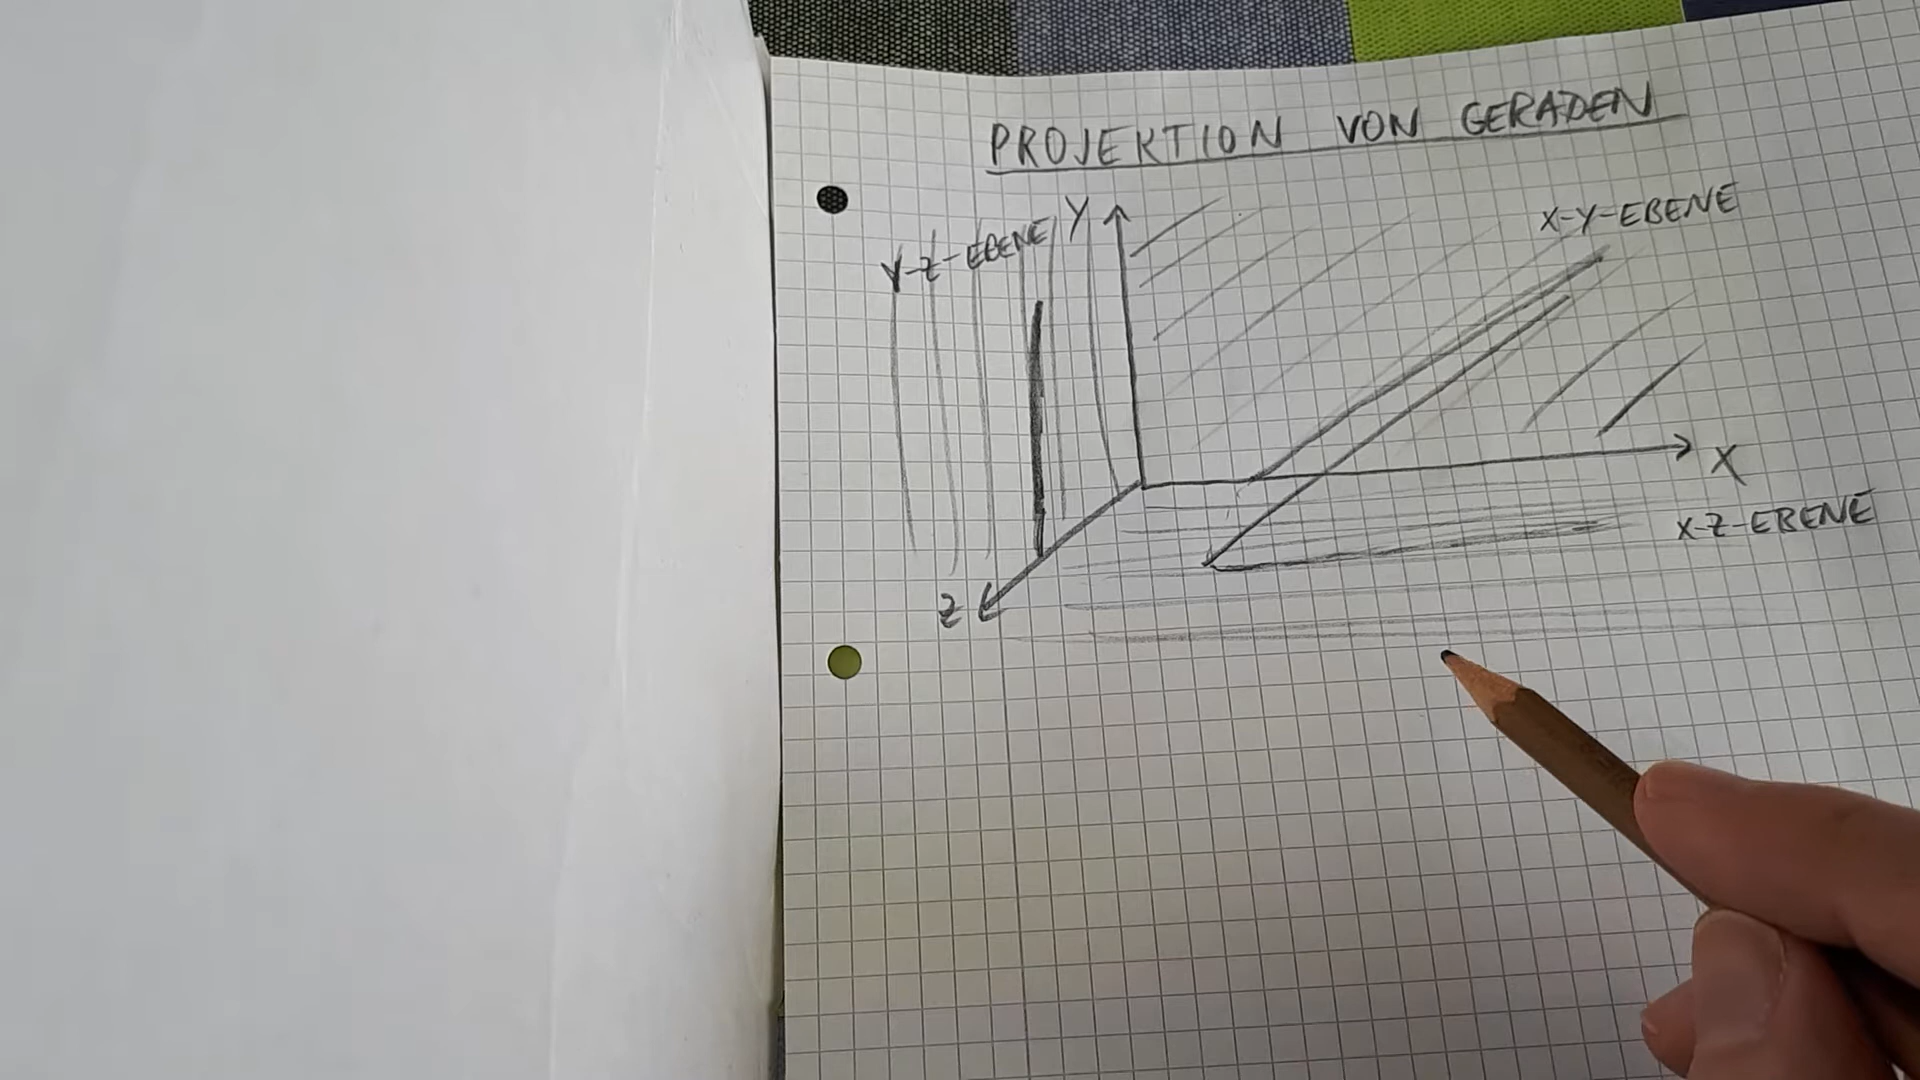 PROJEKTION VON GERADEN
X-Y-EBENE
Y
Y-Z-EBENE
X
X-Z-EBENE
Z